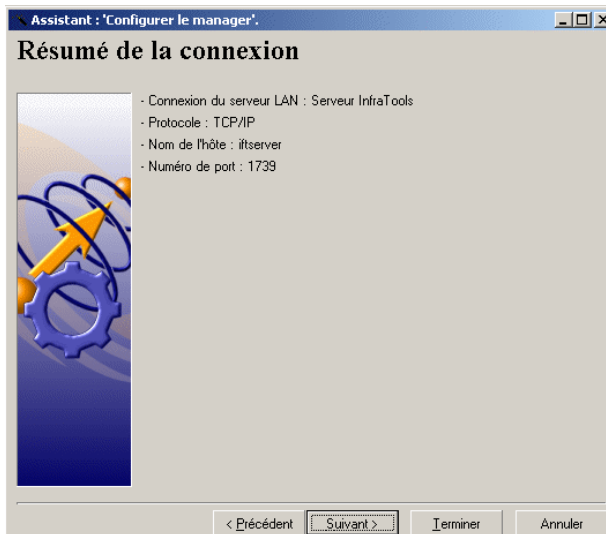 Assistant : 'Configurer le manager'.
Résumé de la connexion
- Connexion du serveur LAN : Serveur InfraTools
- Protocole : TCP/IP
- Nom de l'hôte : iftserver
- Numéro de port : 1739
< Précédent Suivant > Terminer Annuler